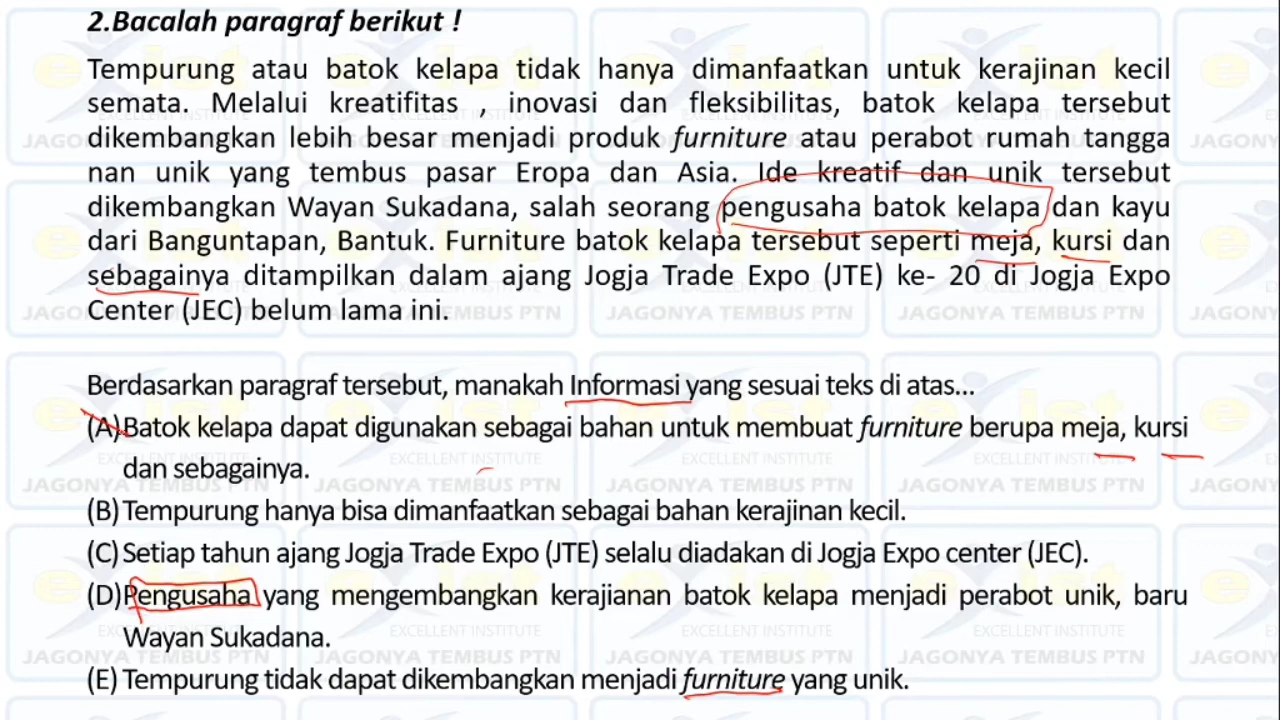 2.Bacalah paragraf berikut !
Tempurung atau batok kelapa tidak hanya dimanfaatkan untuk kerajinan kecil
semata. Melalui kreatifitas , inovasi dan fleksibilitas, batok kelapa tersebut
dikembangkan lebih besar menjadi produk furniture atau perabot rumah tangga
nan unik yang tembus pasar Eropa dan Asia. Ide kreatif dan unik tersebut
dikembangkan Wayan Sukadana, salah seorang pengusaha batok kelapa dan kayu
dari Banguntapan, Bantuk. Furniture batok kelapa tersebut seperti meja, kursi dan
sebagainya ditampilkan dalam ajang Jogja Trade Expo (JTE) ke- 20 di Jogja Expo
Center (JEC) belum lama ini.
Berdasarkan paragraf tersebut, manakah Informasi yang sesuai teks di atas...
(A) Batok kelapa dapat digunakan sebagai bahan untuk membuat furniture berupa meja, kursi
dan sebagainya.
(B) Tempurung hanya bisa dimanfaatkan sebagai bahan kerajinan kecil.
(C) Setiap tahun ajang Jogja Trade Expo (JTE) selalu diadakan di Jogja Expo center (JEC).
(D) Pengusaha yang mengembangkan kerajianan batok kelapa menjadi perabot unik, baru
Wayan Sukadana.
(E) Tempurung tidak dapat dikembangkan menjadi furniture yang unik.